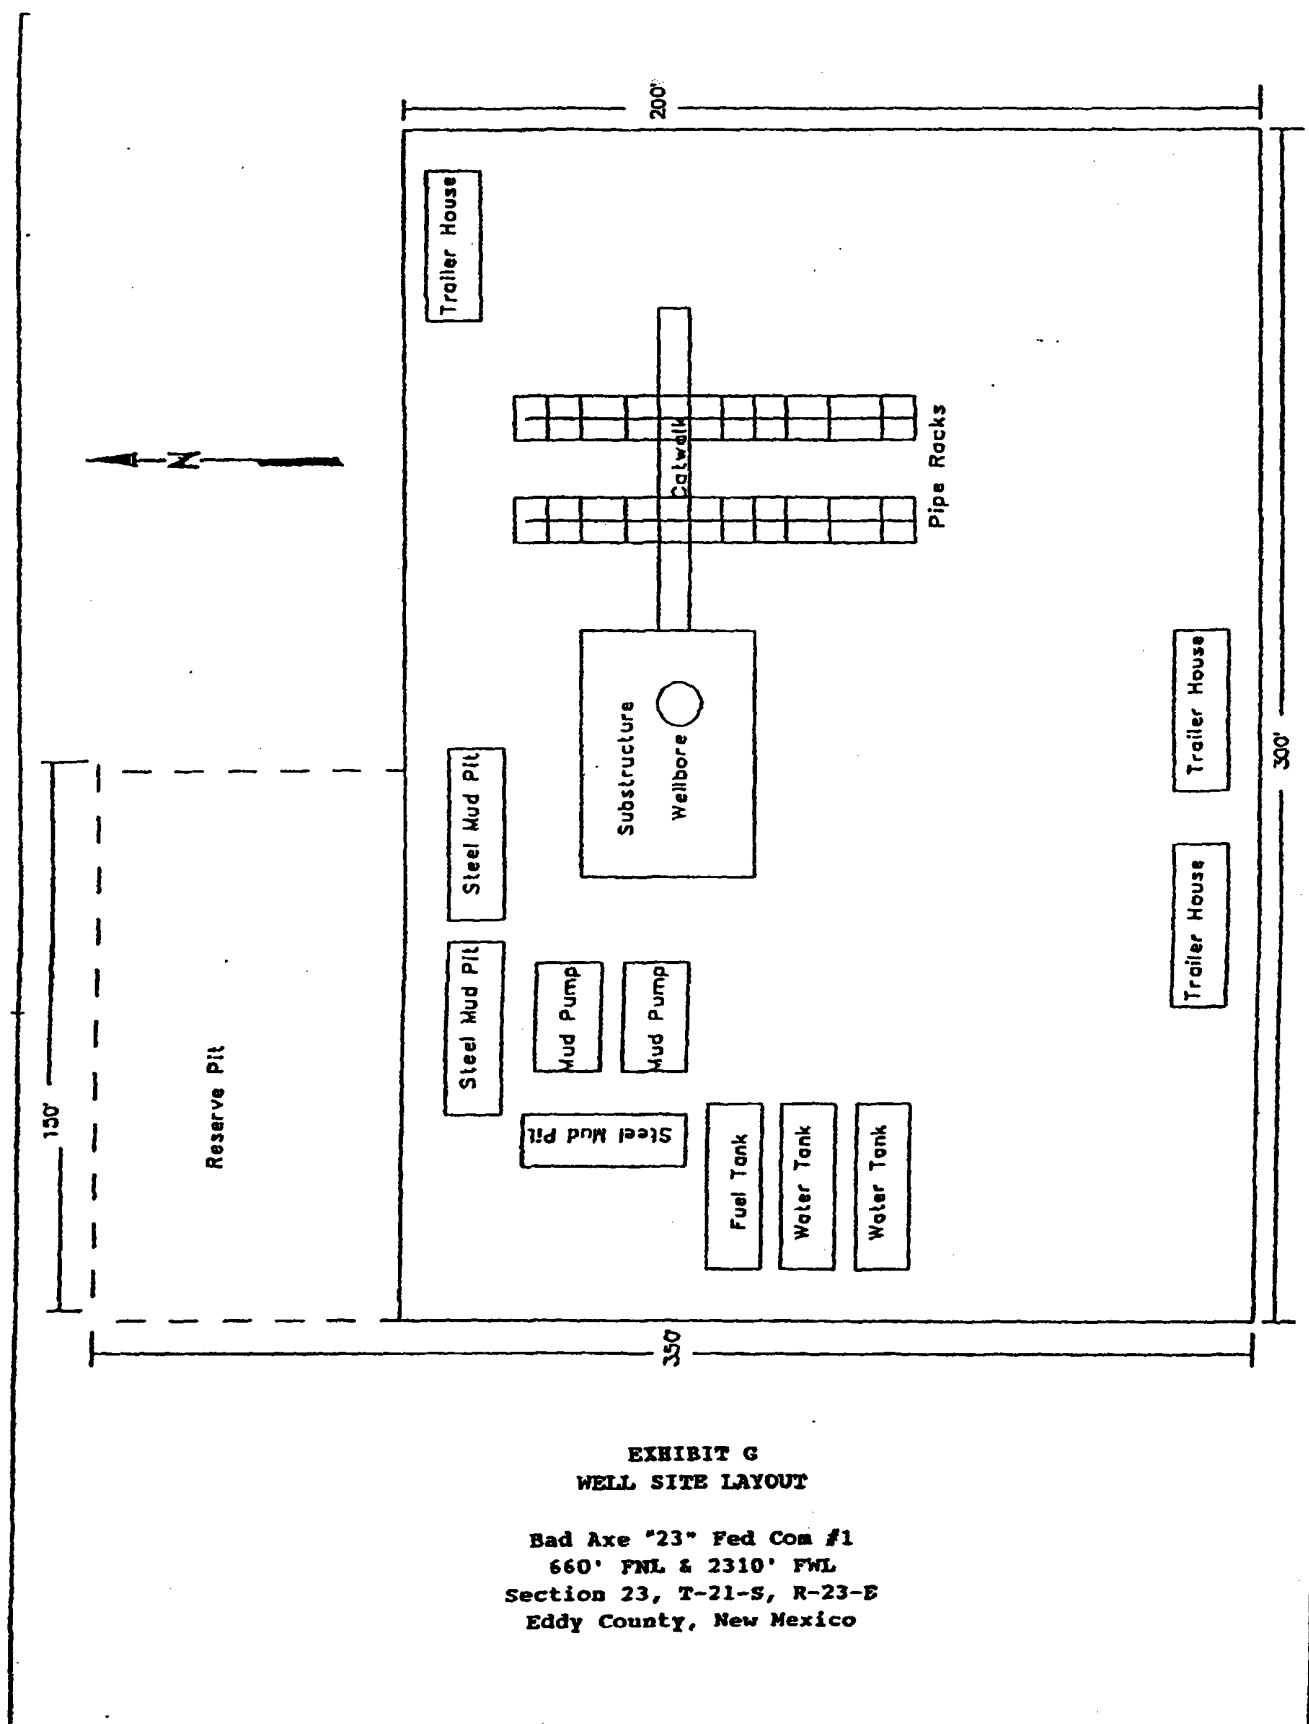 200'
Trailer House
N
Catwalk
Pipe Racks
Substructure
Wellbore
Steel Mud Pit
Steel Mud Pit
Mud Pump
Mud Pump
Steel Mud Pit
Fuel Tank
Water Tank
Water Tank
Trailer House
Trailer House
300'
150'
Reserve Pit
350'
EXHIBIT G
WELL SITE LAYOUT
Bad Axe "23" Fed Com #1
660' FNL & 2310' FWL
Section 23, T-21-S, R-23-E
Eddy County, New Mexico